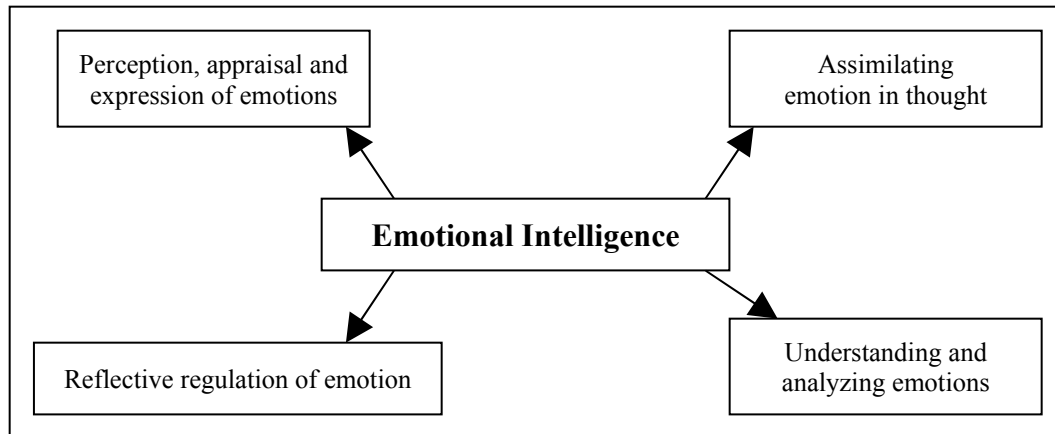 Perception, appraisal and
expression of emotions
Assimilating
emotion in thought
Emotional Intelligence
Reflective regulation of emotion
Understanding and
analyzing emotions